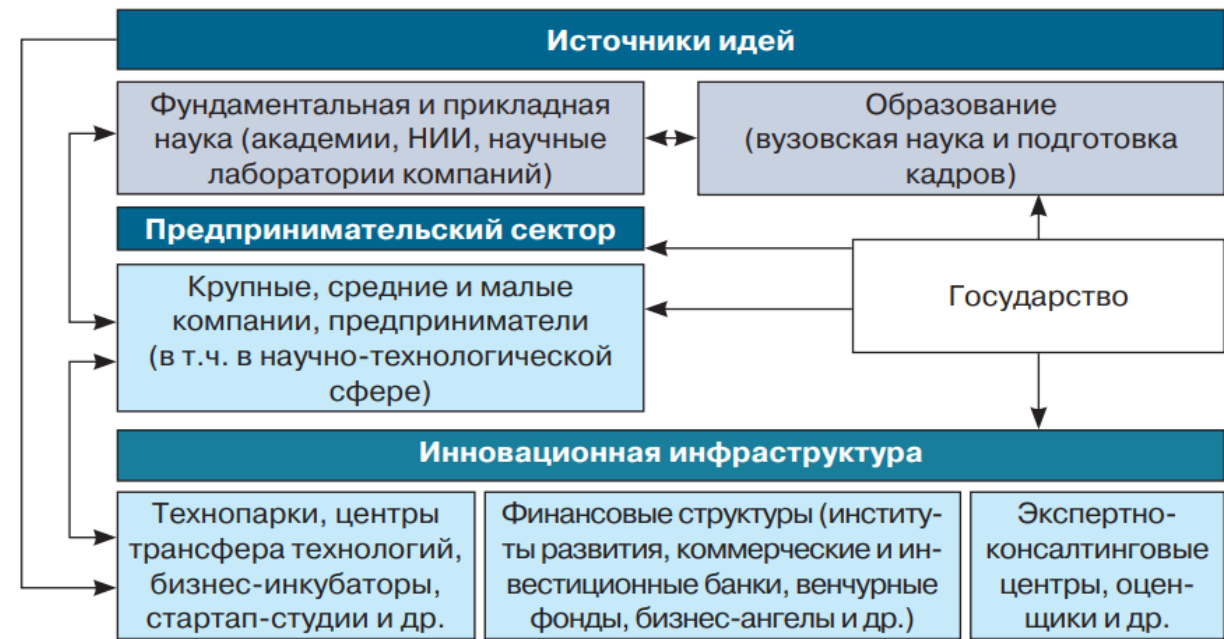 Источники идей
Фундаментальная и прикладная
наука (академии, НИИ, научные
лаборатории компаний)
Образование
(вузовская наука и подготовка
кадров)
Предпринимательский сектор
Крупные, средние и малые
компании, предприниматели
(в т.ч. в научно-технологической
сфере)
Государство
Инновационная инфраструктура
Технопарки, центры
трансфера технологий,
бизнес-инкубаторы,
стартап-студии и др.
Финансовые структуры (институ-
ты развития, коммерческие и ин-
вестиционные банки, венчурные
фонды, бизнес-ангелы и др.)
Экспертно-
консалтинговые
центры, оцен-
щики и др.